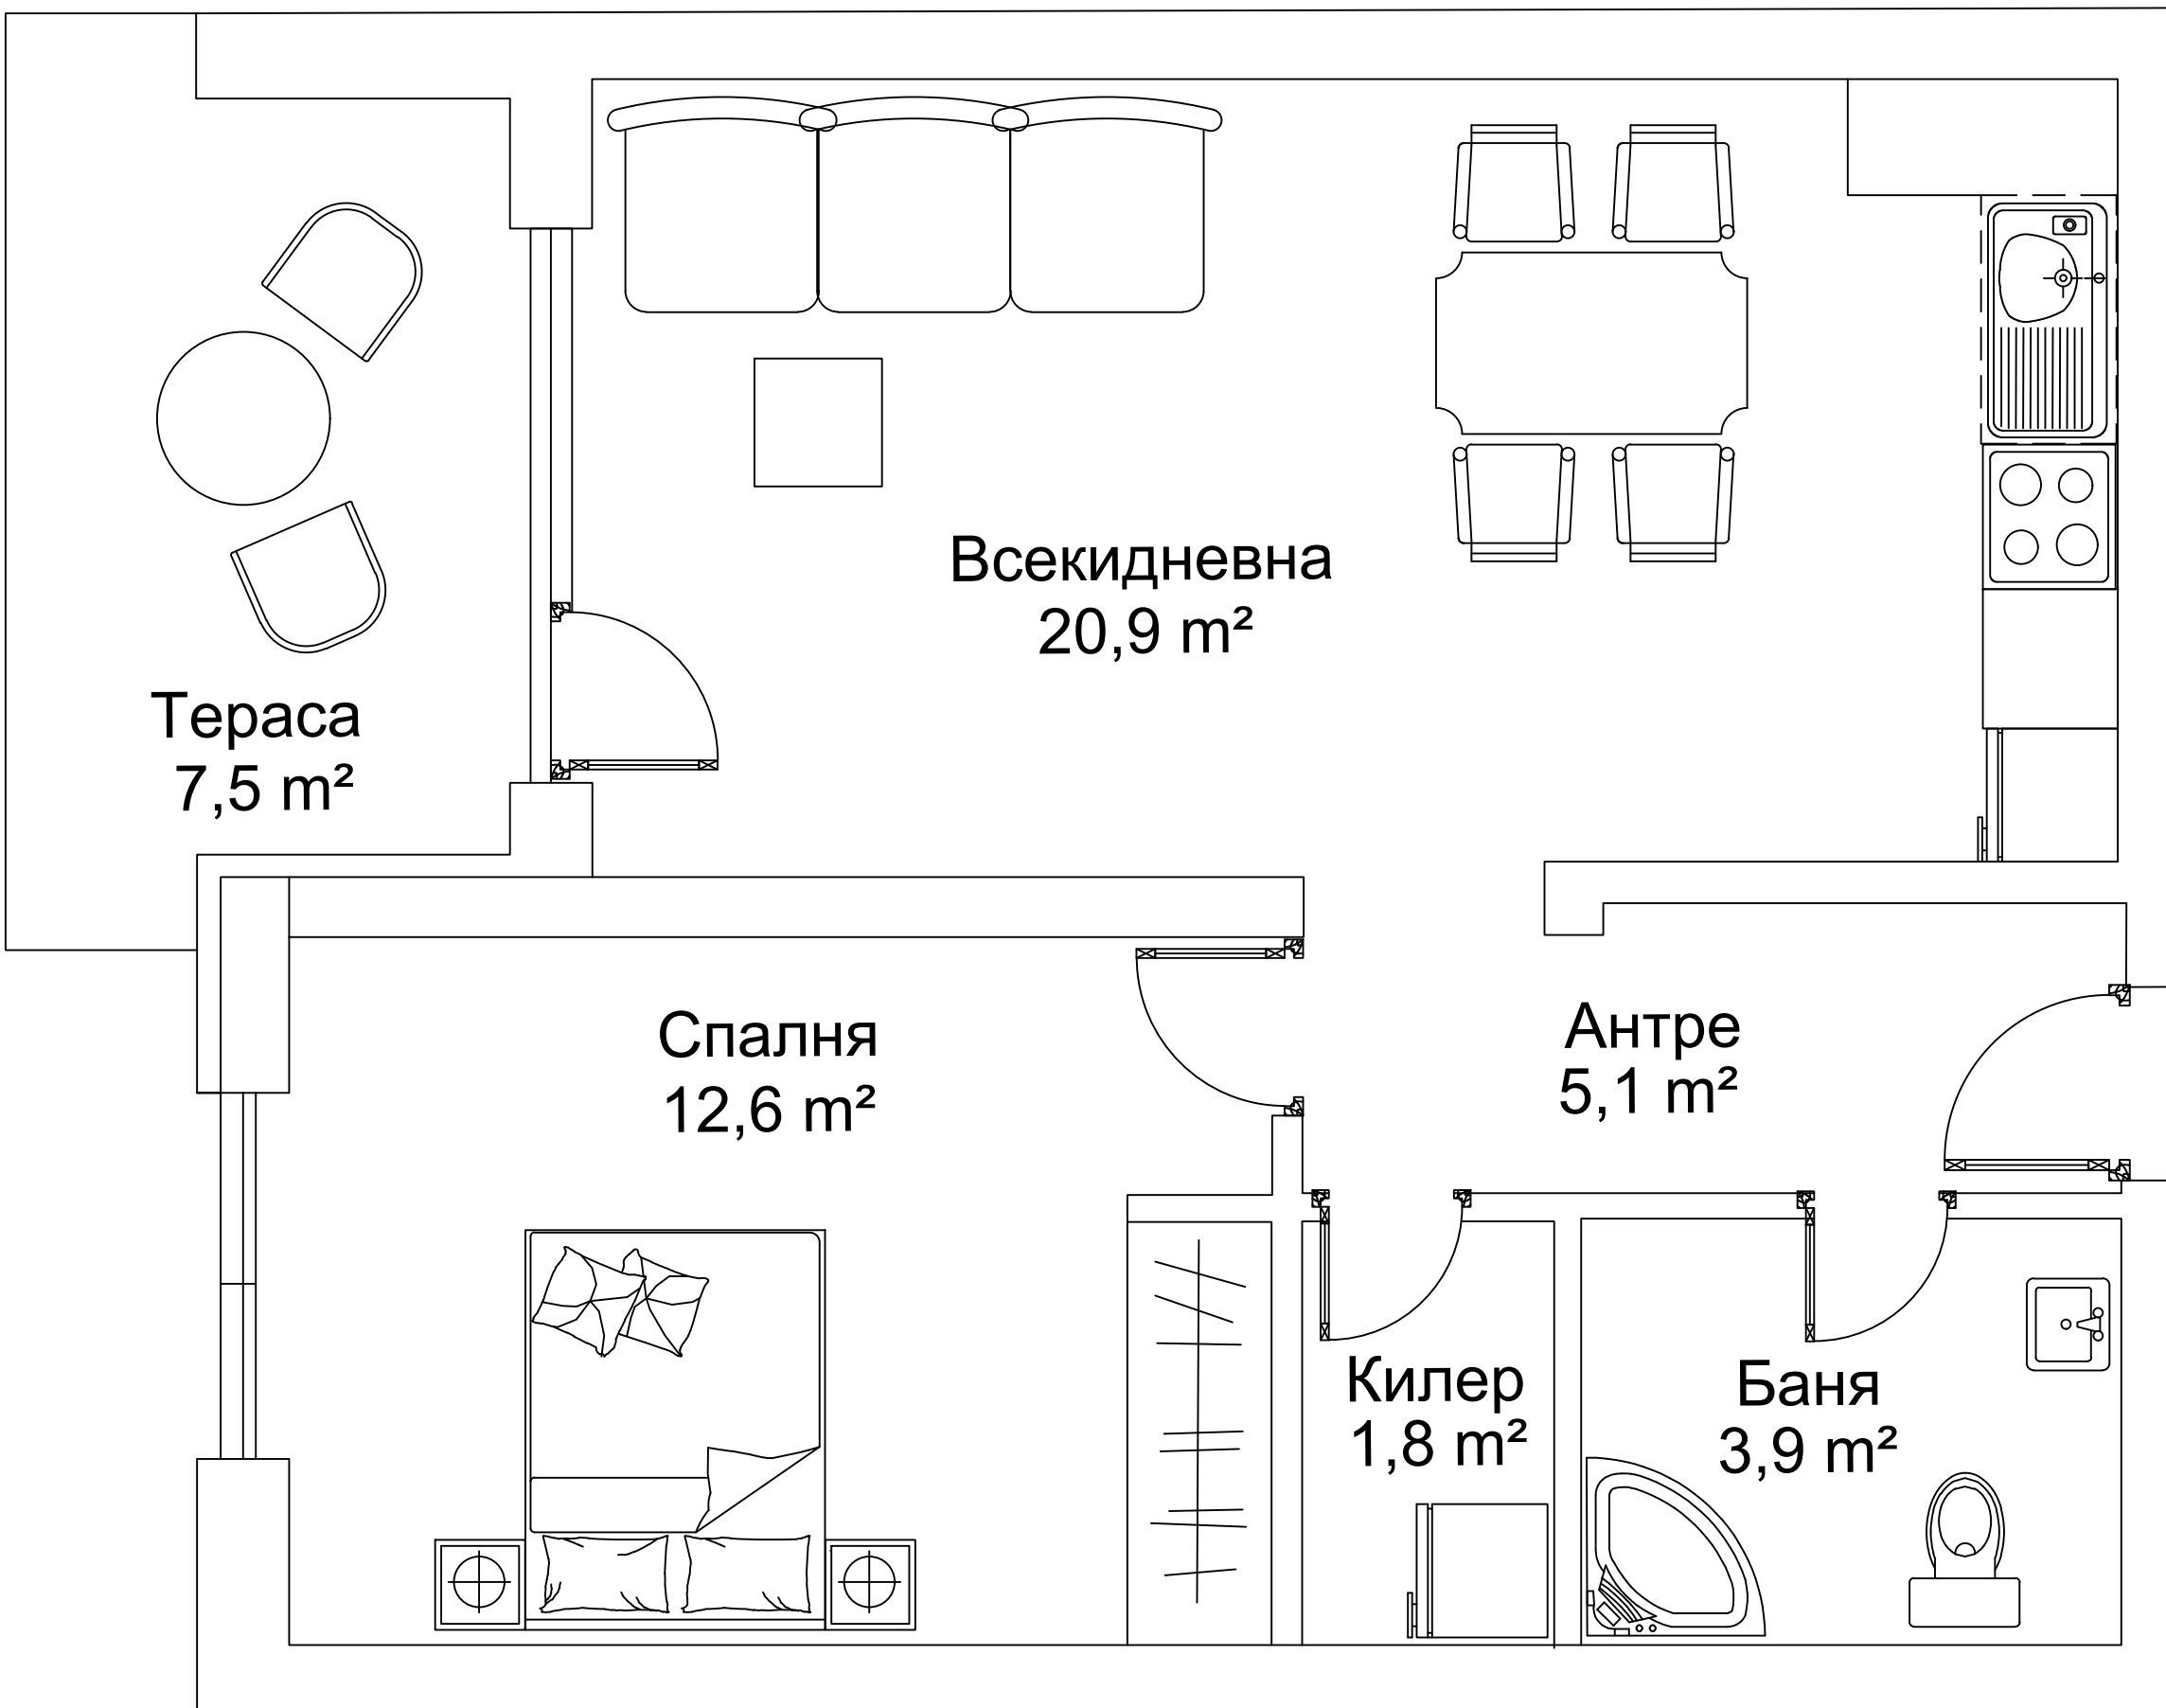 Всекидневна
20,9 m²
Тераса
7,5 m²
Спалня
12,6 m²
Антре
5,1 m²
Килер
1,8 m²
Баня
3,9 m²